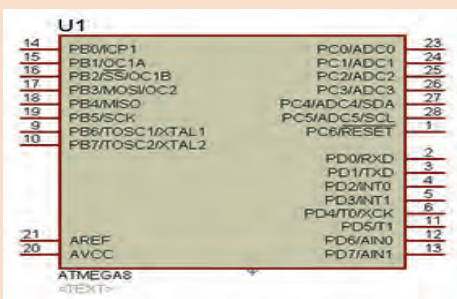 U1
14 PB0/ICP1 PC0/ADC0 23
15 PB1/OC1A PC1/ADC1 24
16 PB2/SS/OC1B PC2/ADC2 25
17 PB3/MOSI/OC2 PC3/ADC3 26
18 PB4/MISO PC4/ADC4/SDA 27
19 PB5/SCK PC5/ADC5/SCL 28
9 PB6/TOSC1/XTAL1 PC6/RESET 1
10 PB7/TOSC2/XTAL2
PD0/RXD 2
PD1/TXD 3
PD2/INT0 4
PD3/INT1 5
PD4/T0/XCK 6
PD5/T1 11
21 AREF PD6/AIN0 12
20 AVCC PD7/AIN1 13
ATMEGA8
<TEXT>